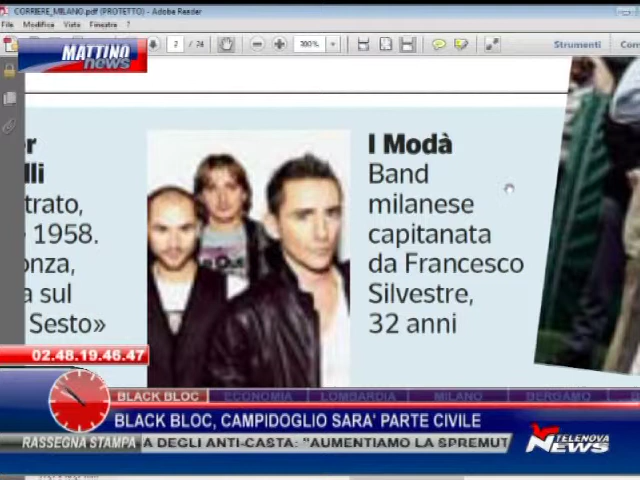 CORRIERE_MILANO.pdf (PROTETTO) - Adobe Reader
File Modifica Vista Finestra ?
2 / 24
300%
Strumenti
Com
MATTINO
news
er
lli
trato,
1958.
onza,
a sul
Sesto»
I Modà
Band
milanese
capitanata
da Francesco
Silvestre,
32 anni
02.48.19.46.47
BLACK BLOC ECONOMIA LOMBARDIA MILANO BERGAMO
BLACK BLOC, CAMPIDOGLIO SARA' PARTE CIVILE
RASSEGNA STAMPA A DEGLI ANTI-CASTA: "AUMENTIAMO LA SPREMUT
TELENOVA
NEWS